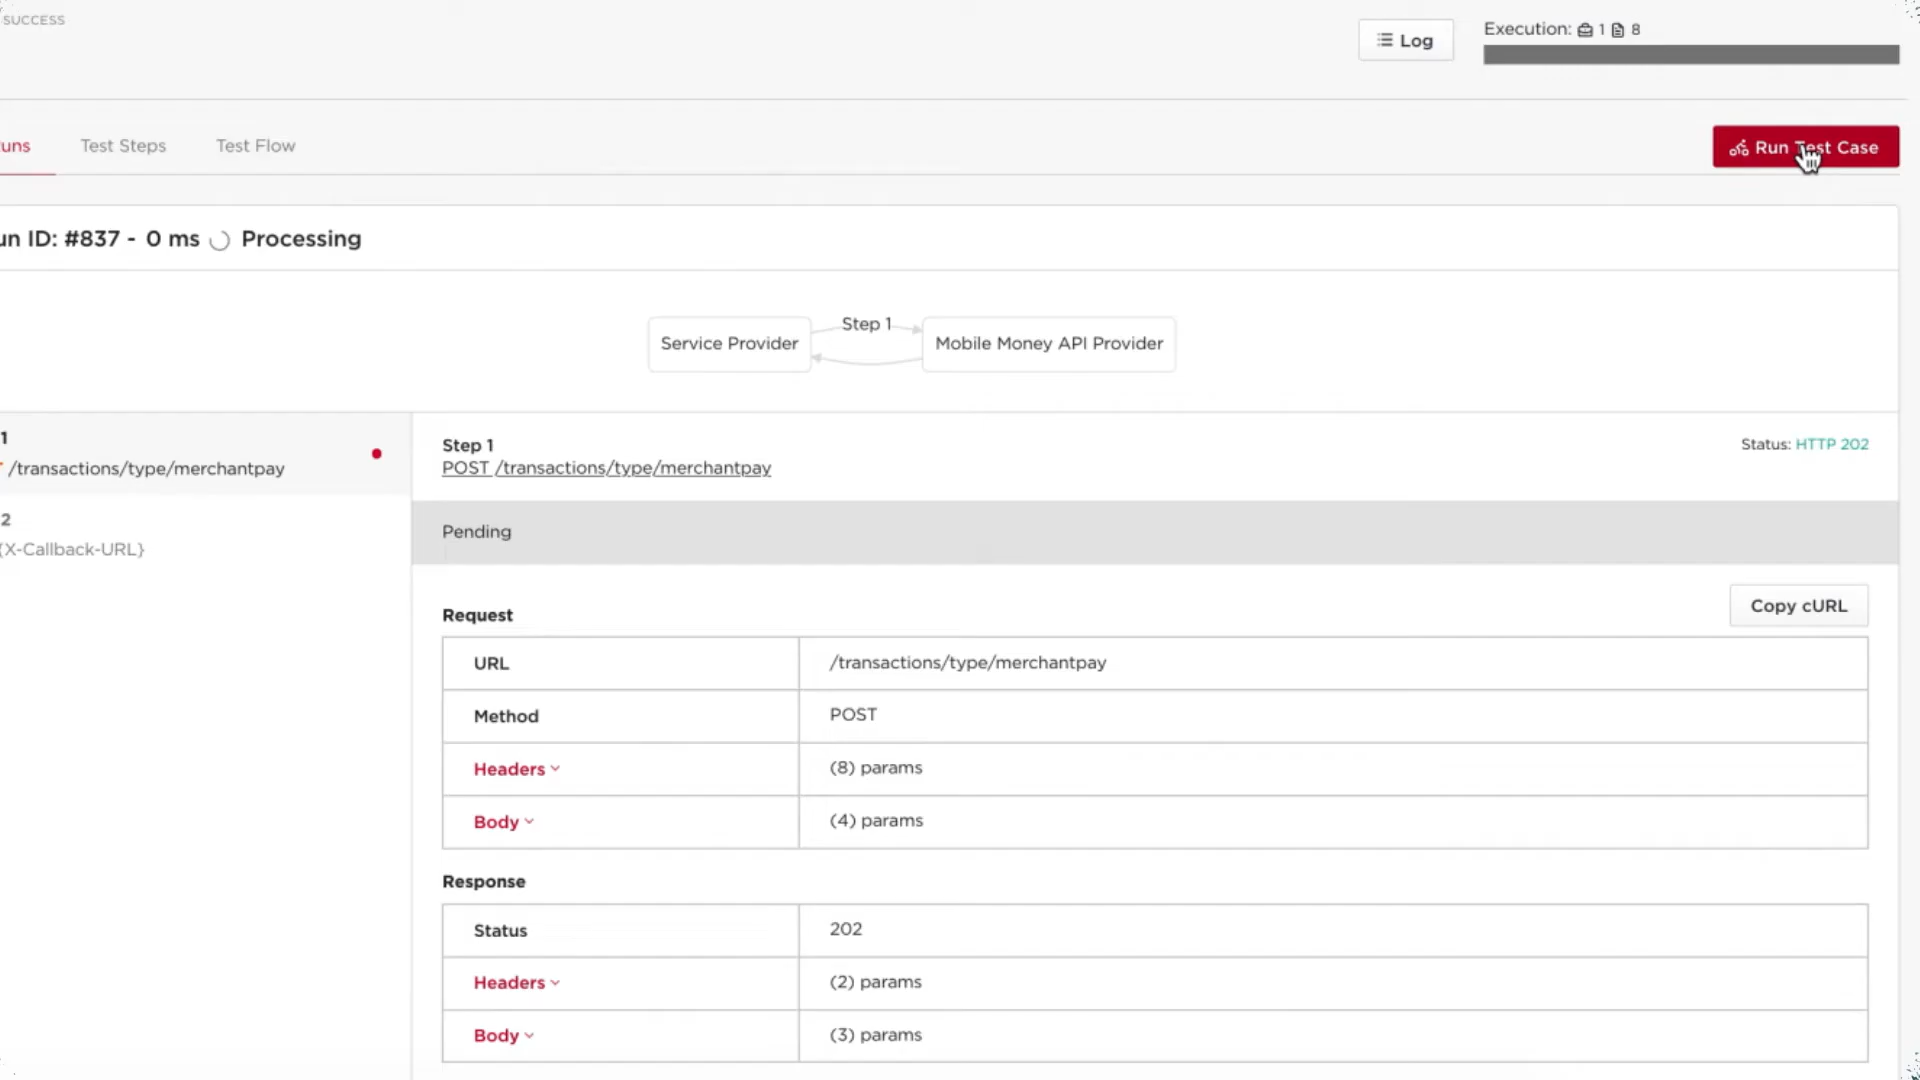 SUCCESS
Log
Execution: 1 8
uns
Test Steps
Test Flow
Run Test Case
un ID: #837 - 0 ms Processing
Service Provider
Step 1
Mobile Money API Provider
1
/transactions/type/merchantpay
2
{X-Callback-URL}
Step 1
Status: HTTP 202
POST /transactions/type/merchantpay
Pending
Request
Copy cURL
URL /transactions/type/merchantpay
Method POST
Headers (8) params
Body (4) params
Response
Status 202
Headers (2) params
Body (3) params